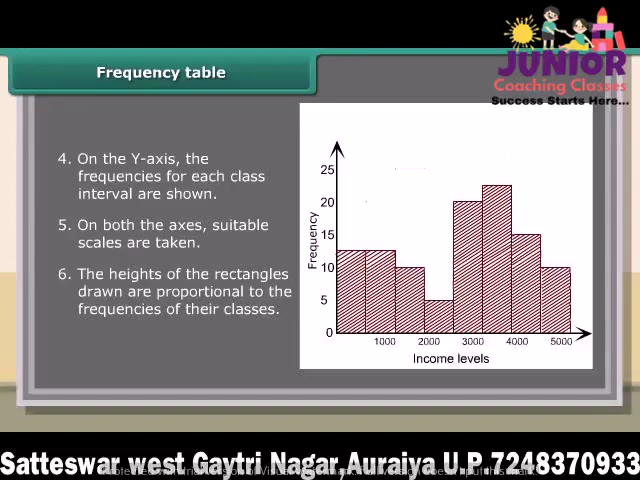 JUNIOR
Coaching Classes
Success Starts Here...
Frequency table
4. On the Y-axis, the
frequencies for each class
interval are shown.
5. On both the axes, suitable
scales are taken.
6. The heights of the rectangles
drawn are proportional to the
frequencies of their classes.
Frequency
25
20
15
10
5
0
1000 2000 3000 4000 5000
Income levels
Satteswar west Gaytri Nagar,Auraiya U.P 7248370933